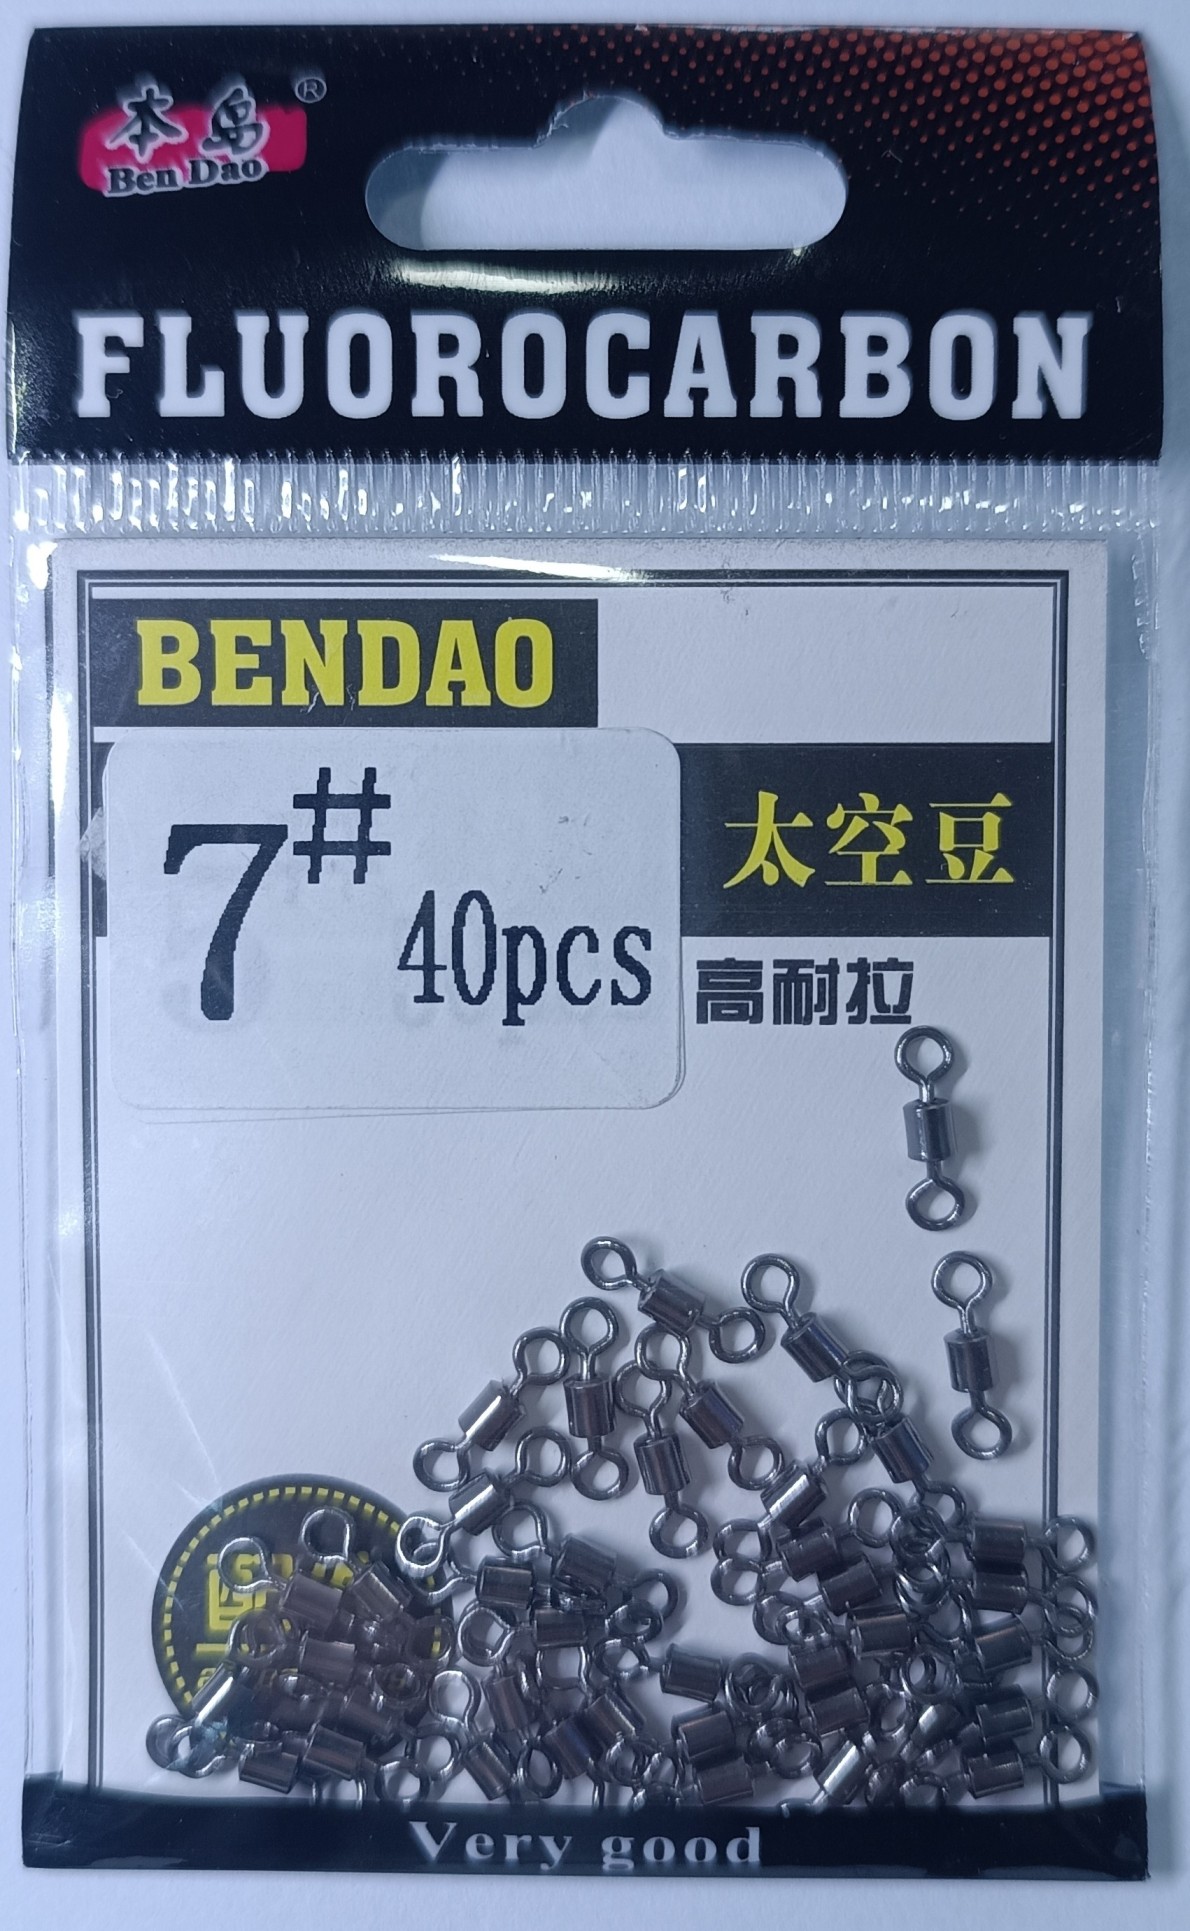 本岛®
Ben Dao
FLUOROCARBON
BENDAO
7# 40pcs
太空豆
高耐拉
Very good